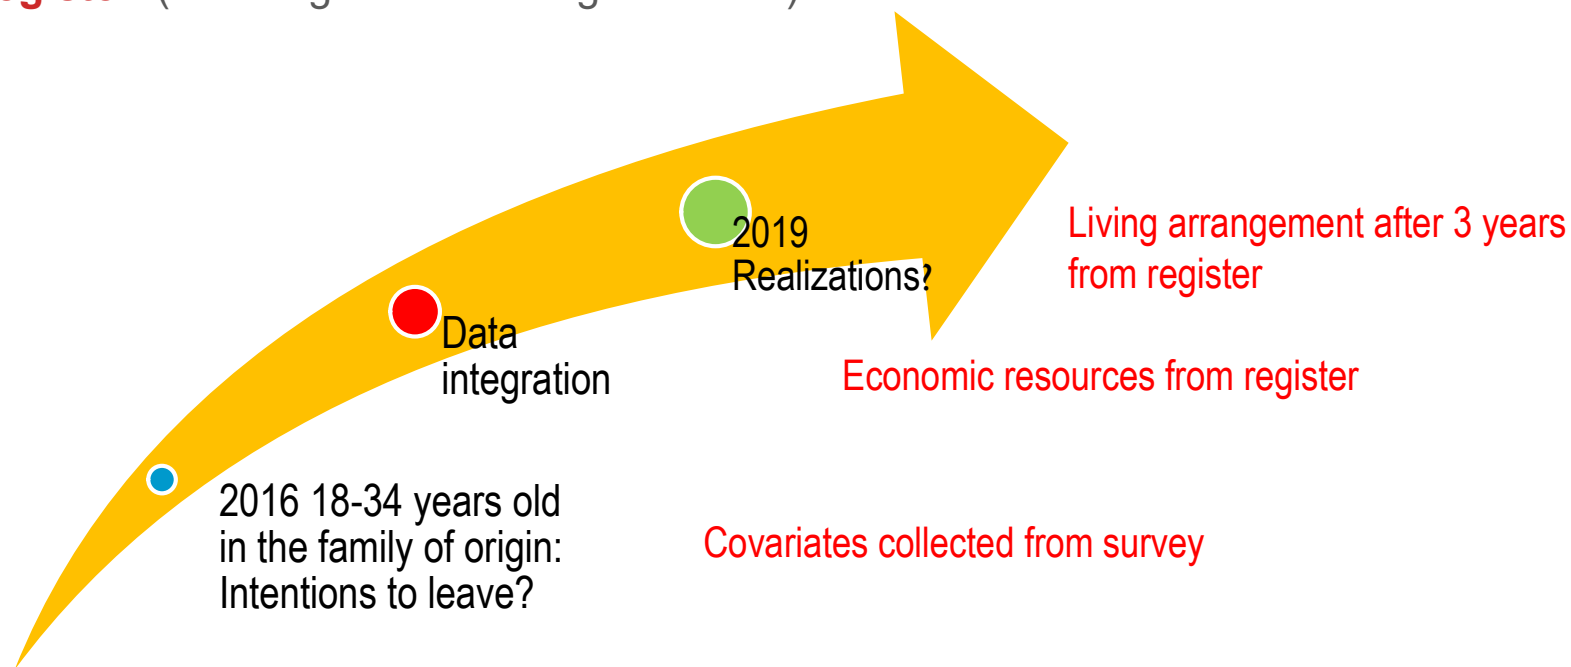 2019
Realizations?
Living arrangement after 3 years
from register
Data
integration
Economic resources from register
2016 18-34 years old
in the family of origin:
Intentions to leave?
Covariates collected from survey